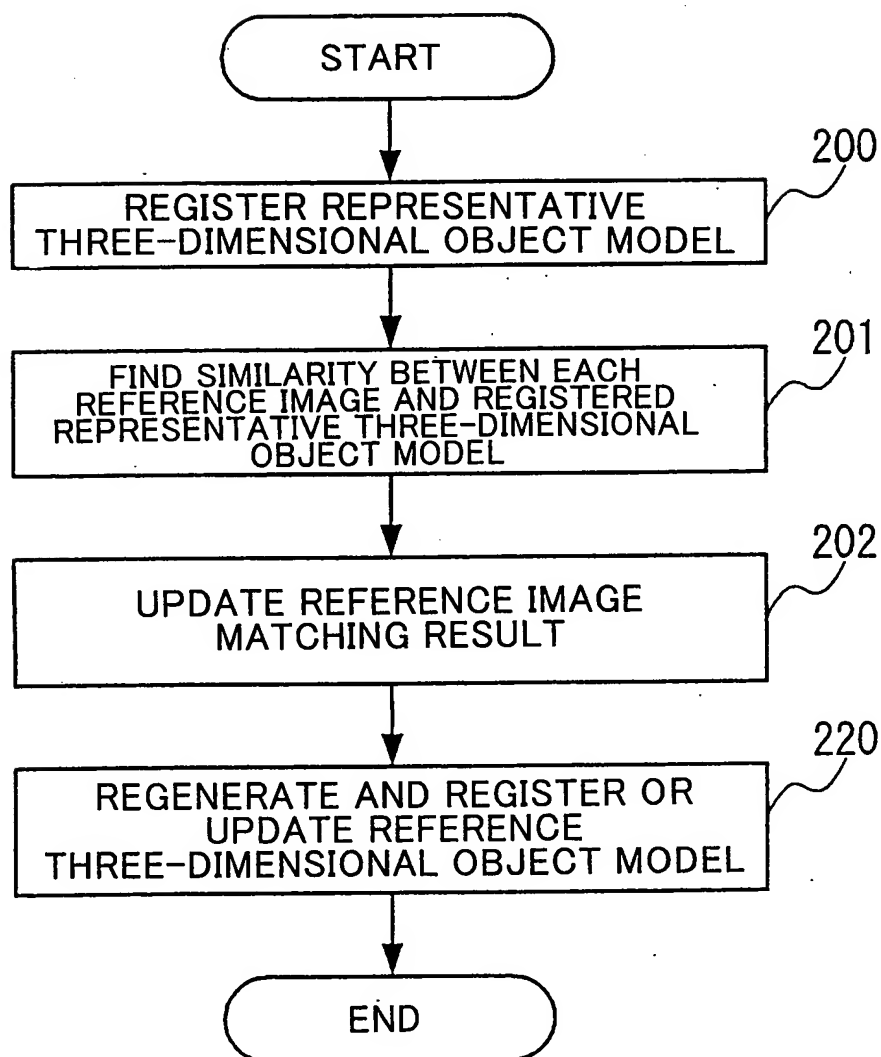 START
200
REGISTER REPRESENTATIVE
THREE-DIMENSIONAL OBJECT MODEL
201
FIND SIMILARITY BETWEEN EACH
REFERENCE IMAGE AND REGISTERED
REPRESENTATIVE THREE-DIMENSIONAL
OBJECT MODEL
202
UPDATE REFERENCE IMAGE
MATCHING RESULT
220
REGENERATE AND REGISTER OR
UPDATE REFERENCE
THREE-DIMENSIONAL OBJECT MODEL
END